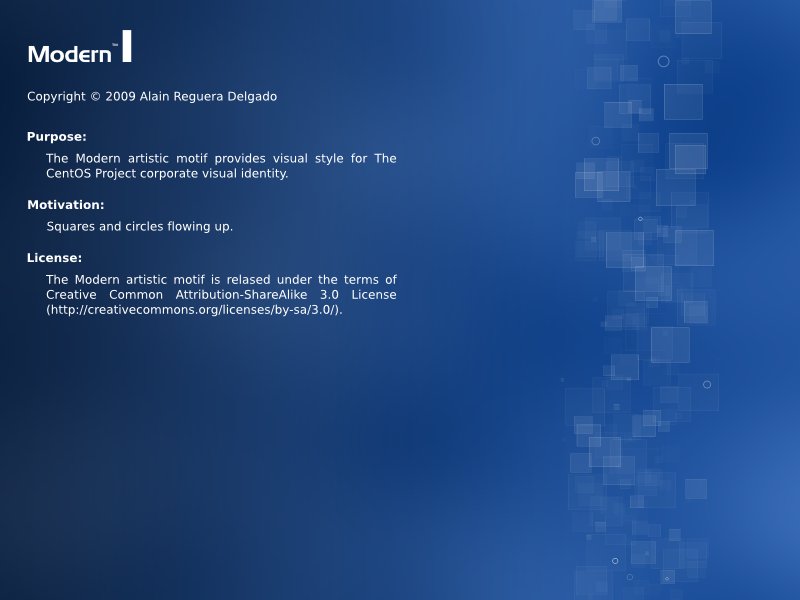 Modern™
Copyright © 2009 Alain Reguera Delgado
Purpose:
The Modern artistic motif provides visual style for The
CentOS Project corporate visual identity.
Motivation:
Squares and circles flowing up.
License:
The Modern artistic motif is relased under the terms of
Creative Common Attribution-ShareAlike 3.0 License
(http://creativecommons.org/licenses/by-sa/3.0/).